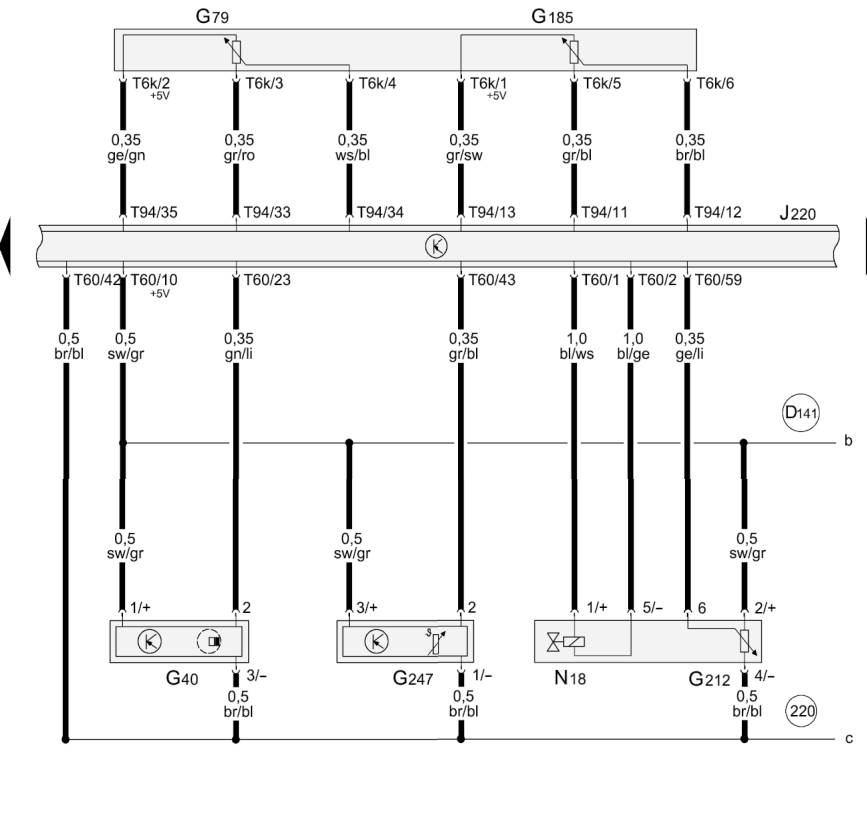 G79 G185
T6k/2 T6k/3 T6k/4 T6k/1 T6k/5 T6k/6
+5V +5V
0,35 0,35 0,35 0,35 0,35 0,35
ge/gn gr/ro ws/bl gr/sw gr/bl br/bl
T94/35 T94/33 T94/34 T94/13 T94/11 T94/12 J220
T60/42 T60/10 T60/23 T60/43 T60/1 T60/2 T60/59
+5V
0,5 0,5 0,35 0,35 1,0 1,0 0,35
br/bl sw/gr gn/li gr/bl bl/ws bl/ge ge/li
D141
b
0,5 0,5 0,5
sw/gr sw/gr sw/gr
1/+ 2 3/+ 2 1/+ 5/– 6 2/+
ϑ
G40 3/– G247 1/– N18 G212 4/–
0,5 0,5 0,5
br/bl br/bl br/bl
220
c